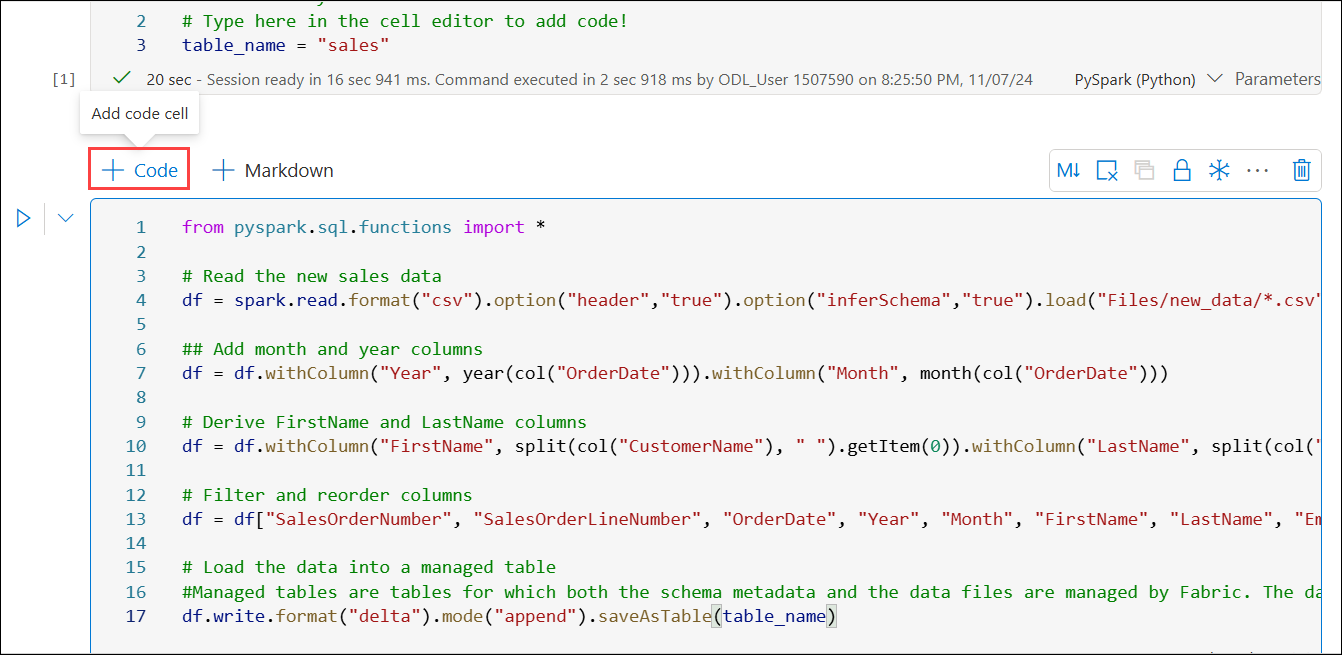 2 # Type here in the cell editor to add code!
3 table_name = "sales"
[1] 20 sec - Session ready in 16 sec 941 ms. Command executed in 2 sec 918 ms by ODL_User 1507590 on 8:25:50 PM, 11/07/24 PySpark (Python) Parameters
Add code cell
+ Code + Markdown M↓ ...
1 from pyspark.sql.functions import *
2
3 # Read the new sales data
4 df = spark.read.format("csv").option("header","true").option("inferSchema","true").load("Files/new_data/*.csv"
5
6 ## Add month and year columns
7 df = df.withColumn("Year", year(col("OrderDate"))).withColumn("Month", month(col("OrderDate")))
8
9 # Derive FirstName and LastName columns
10 df = df.withColumn("FirstName", split(col("CustomerName"), " ").getItem(0)).withColumn("LastName", split(col("
11
12 # Filter and reorder columns
13 df = df["SalesOrderNumber", "SalesOrderLineNumber", "OrderDate", "Year", "Month", "FirstName", "LastName", "Em
14
15 # Load the data into a managed table
16 #Managed tables are tables for which both the schema metadata and the data files are managed by Fabric. The da
17 df.write.format("delta").mode("append").saveAsTable(table_name)